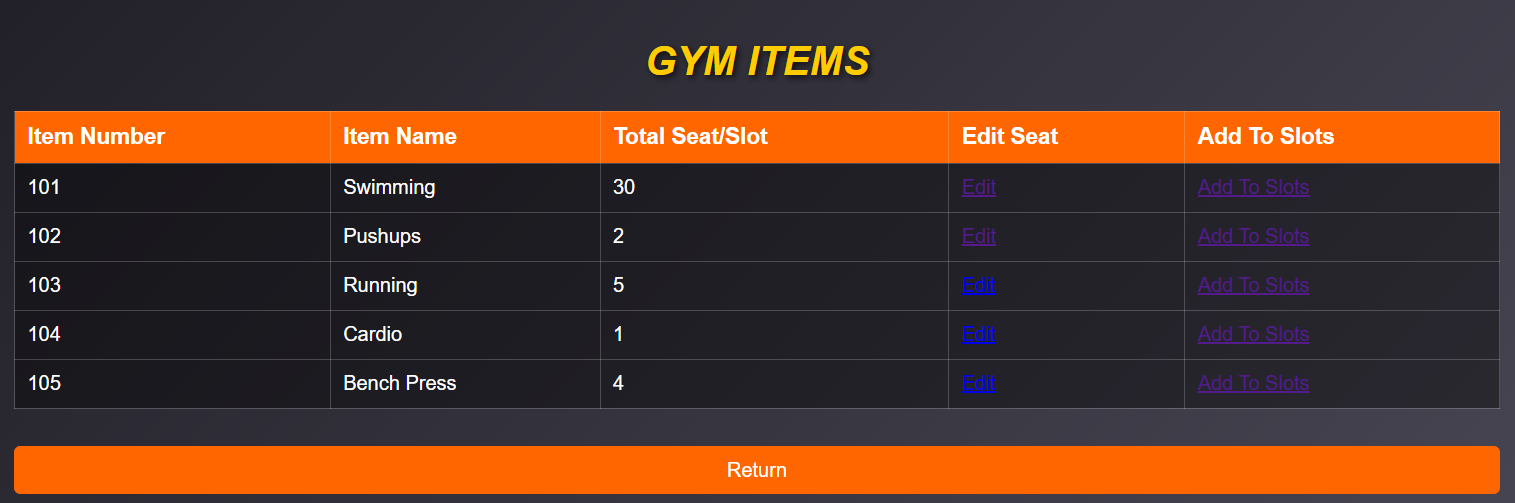 GYM ITEMS
Item Number Item Name Total Seat/Slot Edit Seat Add To Slots
101 Swimming 30 Edit Add To Slots
102 Pushups 2 Edit Add To Slots
103 Running 5 Edit Add To Slots
104 Cardio 1 Edit Add To Slots
105 Bench Press 4 Edit Add To Slots
Return